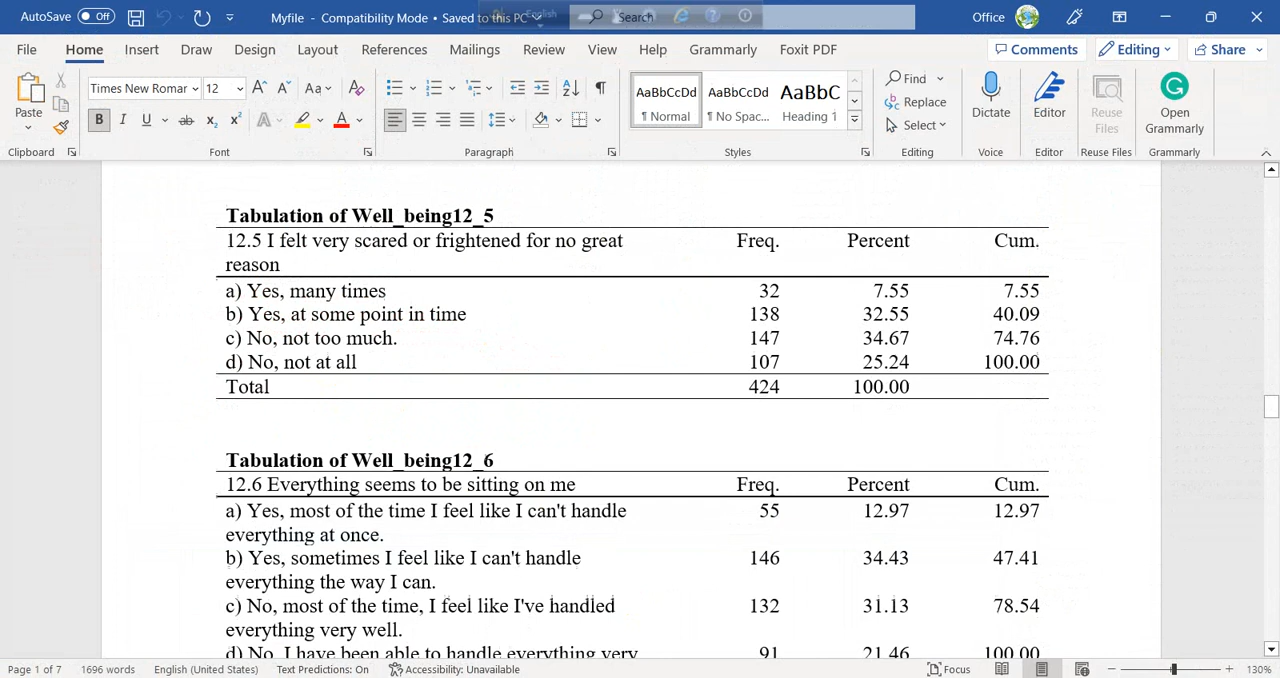 AutoSave Off Myfile - Compatibility Mode • Saved to this PC Search Office
File Home Insert Draw Design Layout References Mailings Review View Help Grammarly Foxit PDF Comments Editing Share
Paste Times New Romar 12 Aa AaBbCcDd AaBbCcDd AaBbC Find Replace Select Dictate Editor Reuse Files Open Grammarly
¶ Normal ¶ No Spac... Heading 1
Clipboard Font Paragraph Styles Editing Voice Editor Reuse Files Grammarly
Tabulation of Well_being12_5
12.5 I felt very scared or frightened for no great Freq. Percent Cum.
reason
a) Yes, many times 32 7.55 7.55
b) Yes, at some point in time 138 32.55 40.09
c) No, not too much. 147 34.67 74.76
d) No, not at all 107 25.24 100.00
Total 424 100.00
Tabulation of Well_being12_6
12.6 Everything seems to be sitting on me Freq. Percent Cum.
a) Yes, most of the time I feel like I can't handle 55 12.97 12.97
everything at once.
b) Yes, sometimes I feel like I can't handle 146 34.43 47.41
everything the way I can.
c) No, most of the time, I feel like I've handled 132 31.13 78.54
everything very well.
d) No, I have been able to handle everything very 91 21.46 100.00
Page 1 of 7 1696 words English (United States) Text Predictions: On Accessibility: Unavailable Focus 130%